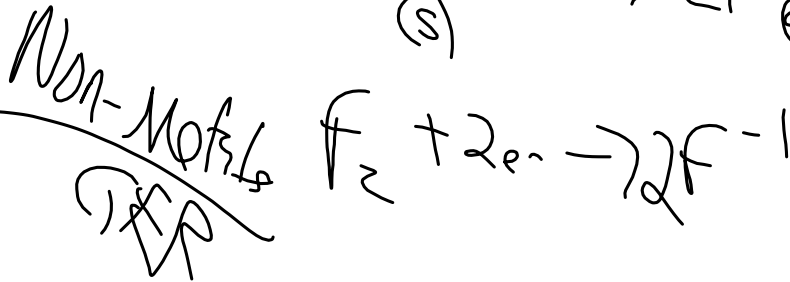 (s)
Non-Metals F₂ + 2e⁻ → 2F⁻¹